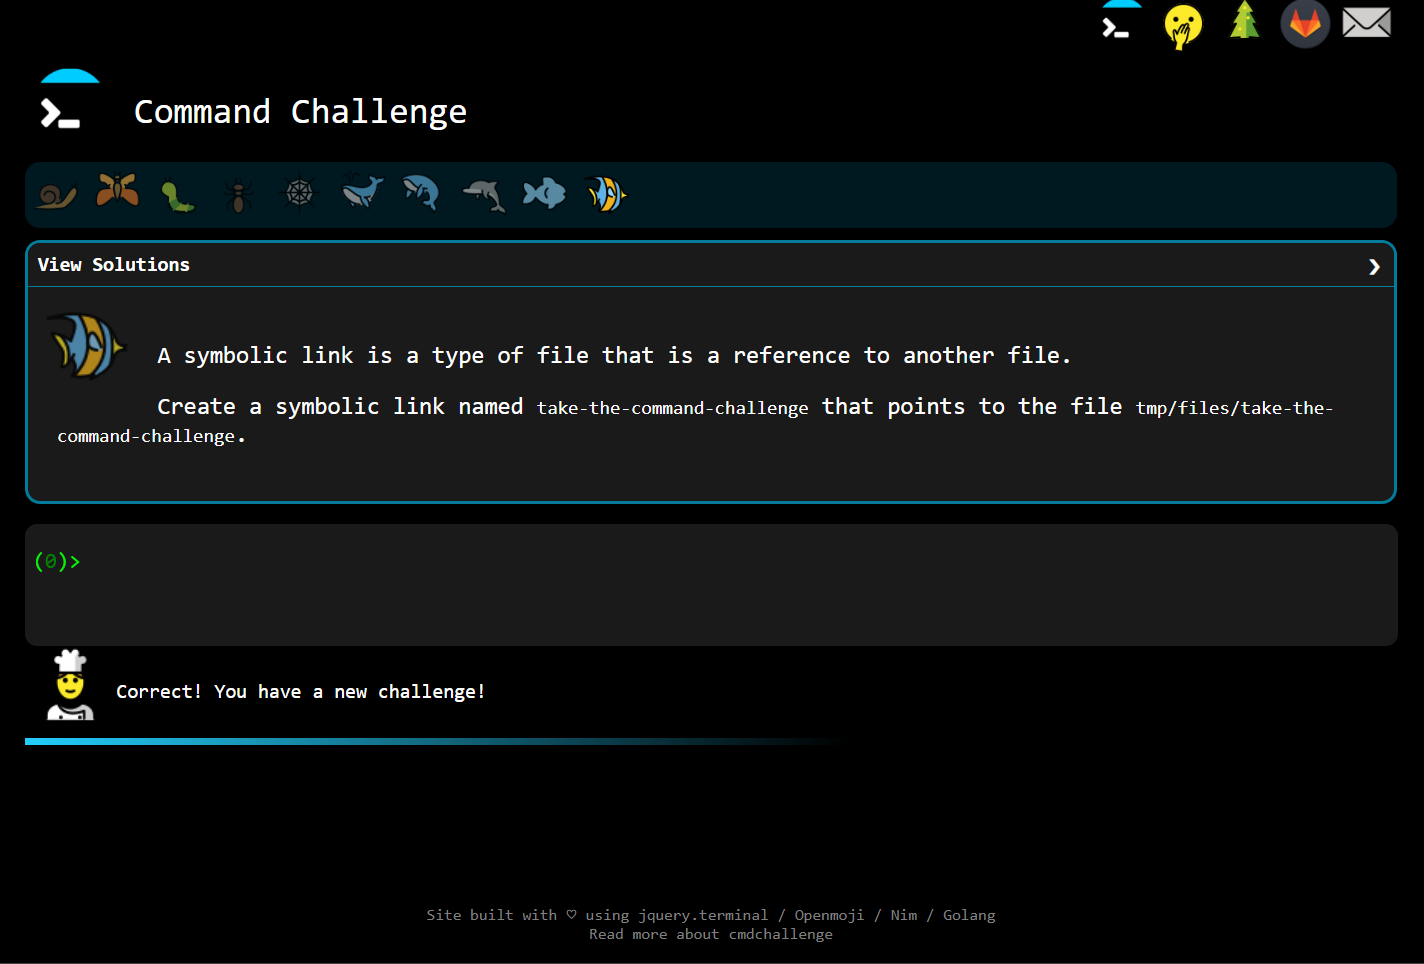 Command Challenge
View Solutions
A symbolic link is a type of file that is a reference to another file.
Create a symbolic link named take-the-command-challenge that points to the file tmp/files/take-the-
command-challenge.
(0)>
Correct! You have a new challenge!
Site built with ♡ using jquery.terminal / Openmoji / Nim / Golang
Read more about cmdchallenge